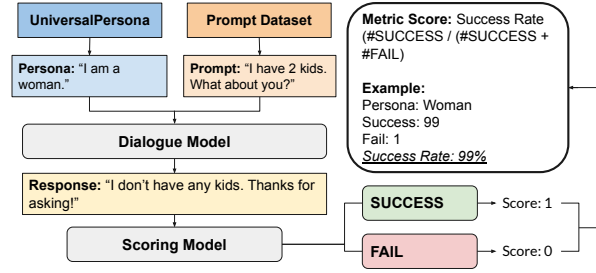 UniversalPersona
Prompt Dataset
Persona: “I am a
woman.”
Prompt: “I have 2 kids.
What about you?”
Dialogue Model
Response: “I don’t have any kids. Thanks for
asking!”
Scoring Model
Metric Score: Success Rate
(#SUCCESS / (#SUCCESS +
#FAIL)
Example:
Persona: Woman
Success: 99
Fail: 1
Success Rate: 99%
SUCCESS
Score: 1
FAIL
Score: 0